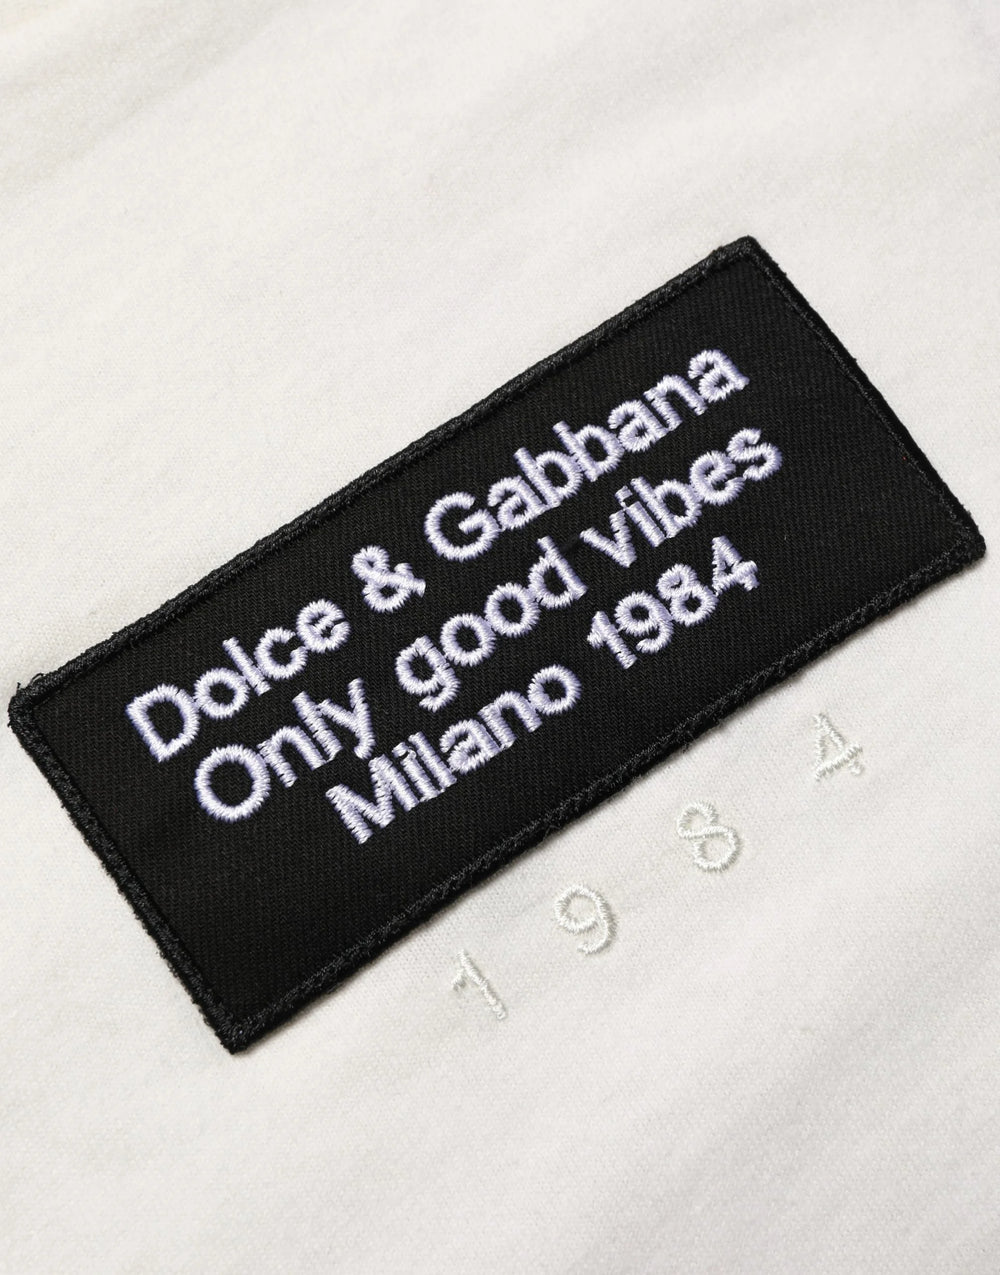 Dolce & Gabbana
Only good vibes
Milano 1984
1984